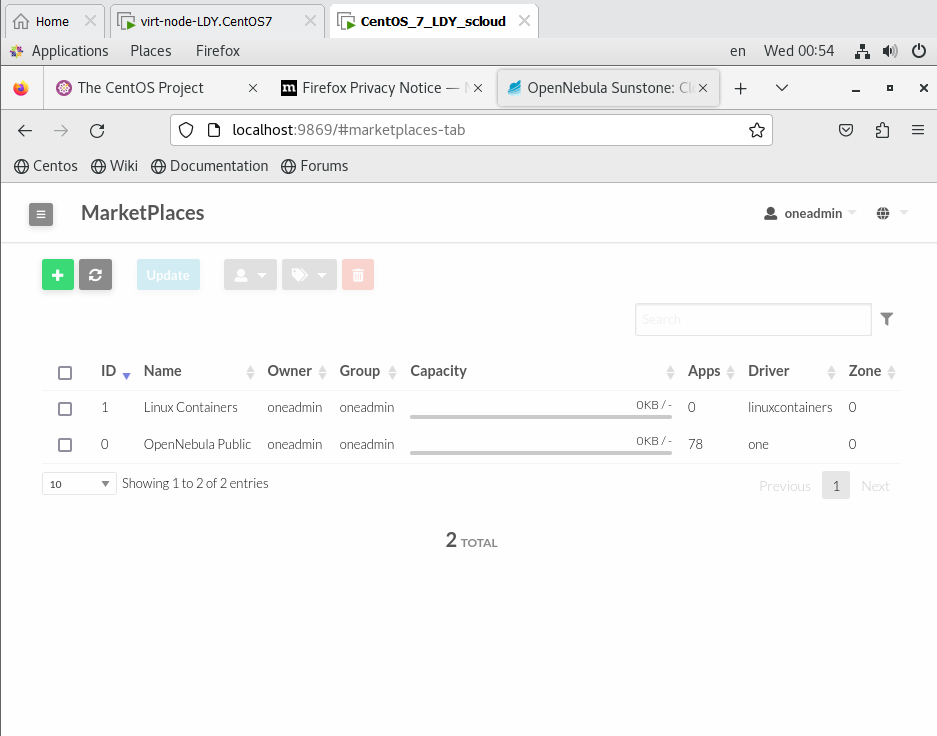 Home virt-node-LDY.CentOS7 CentOS_7_LDY_scloud
Applications Places Firefox en Wed 00:54
The CentOS Project Firefox Privacy Notice — OpenNebula Sunstone: Cl
localhost:9869/#marketplaces-tab
Centos Wiki Documentation Forums
MarketPlaces oneadmin
Update
Search
ID Name Owner Group Capacity Apps Driver Zone
1 Linux Containers oneadmin oneadmin 0KB / - 0 linuxcontainers 0
0 OpenNebula Public oneadmin oneadmin 0KB / - 78 one 0
10 Showing 1 to 2 of 2 entries Previous 1 Next
2 TOTAL